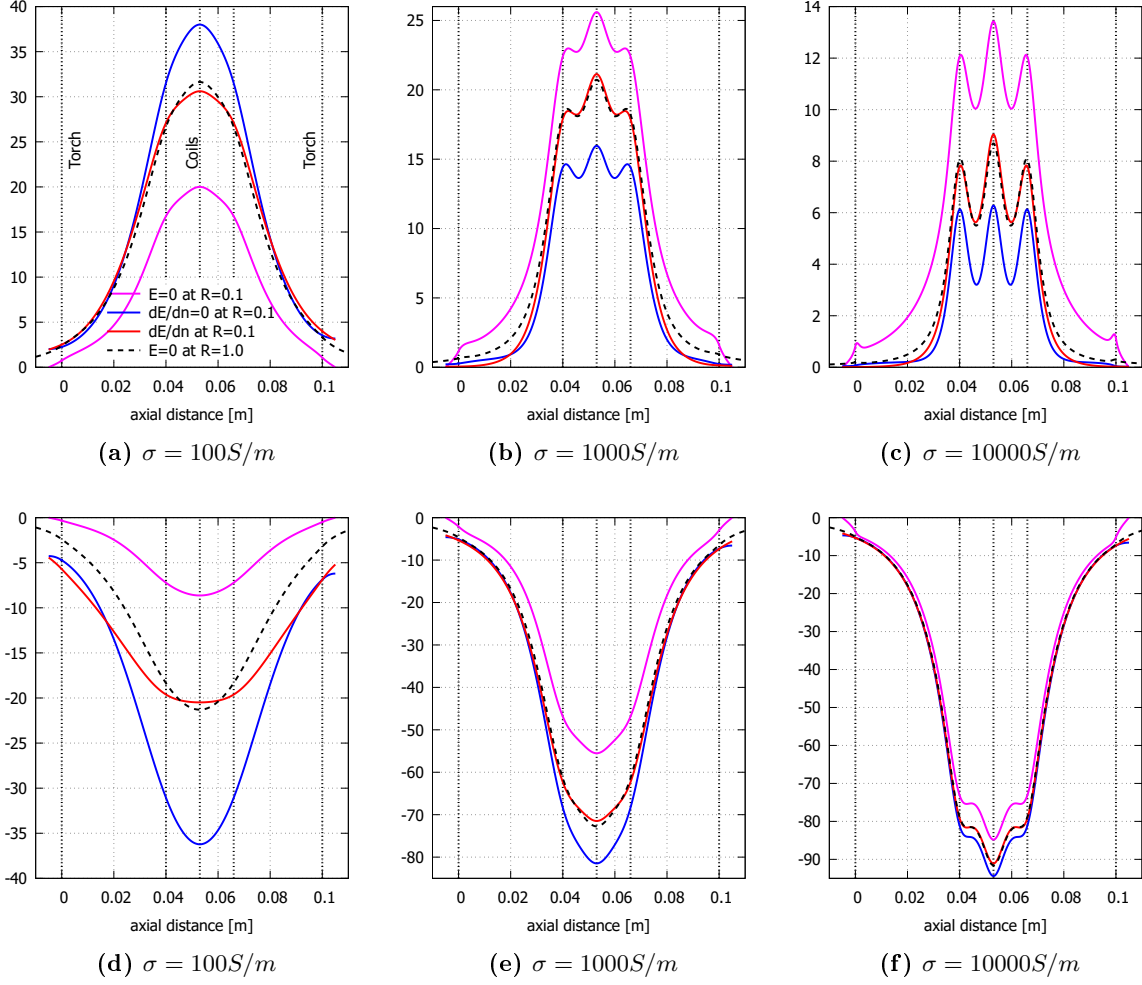 40
35
30
25
20
15
10
5
0
Torch
Coils
Torch
E=0 at R=0.1
dE/dn=0 at R=0.1
dE/dn at R=0.1
E=0 at R=1.0
0 0.02 0.04 0.06 0.08 0.1
axial distance [m]
(a) σ = 100S/m
25
20
15
10
5
0
0 0.02 0.04 0.06 0.08 0.1
axial distance [m]
(b) σ = 1000S/m
14
12
10
8
6
4
2
0
0 0.02 0.04 0.06 0.08 0.1
axial distance [m]
(c) σ = 10000S/m
0
-5
-10
-15
-20
-25
-30
-35
-40
0 0.02 0.04 0.06 0.08 0.1
axial distance [m]
(d) σ = 100S/m
0
-10
-20
-30
-40
-50
-60
-70
-80
0 0.02 0.04 0.06 0.08 0.1
axial distance [m]
(e) σ = 1000S/m
0
-10
-20
-30
-40
-50
-60
-70
-80
-90
0 0.02 0.04 0.06 0.08 0.1
axial distance [m]
(f) σ = 10000S/m